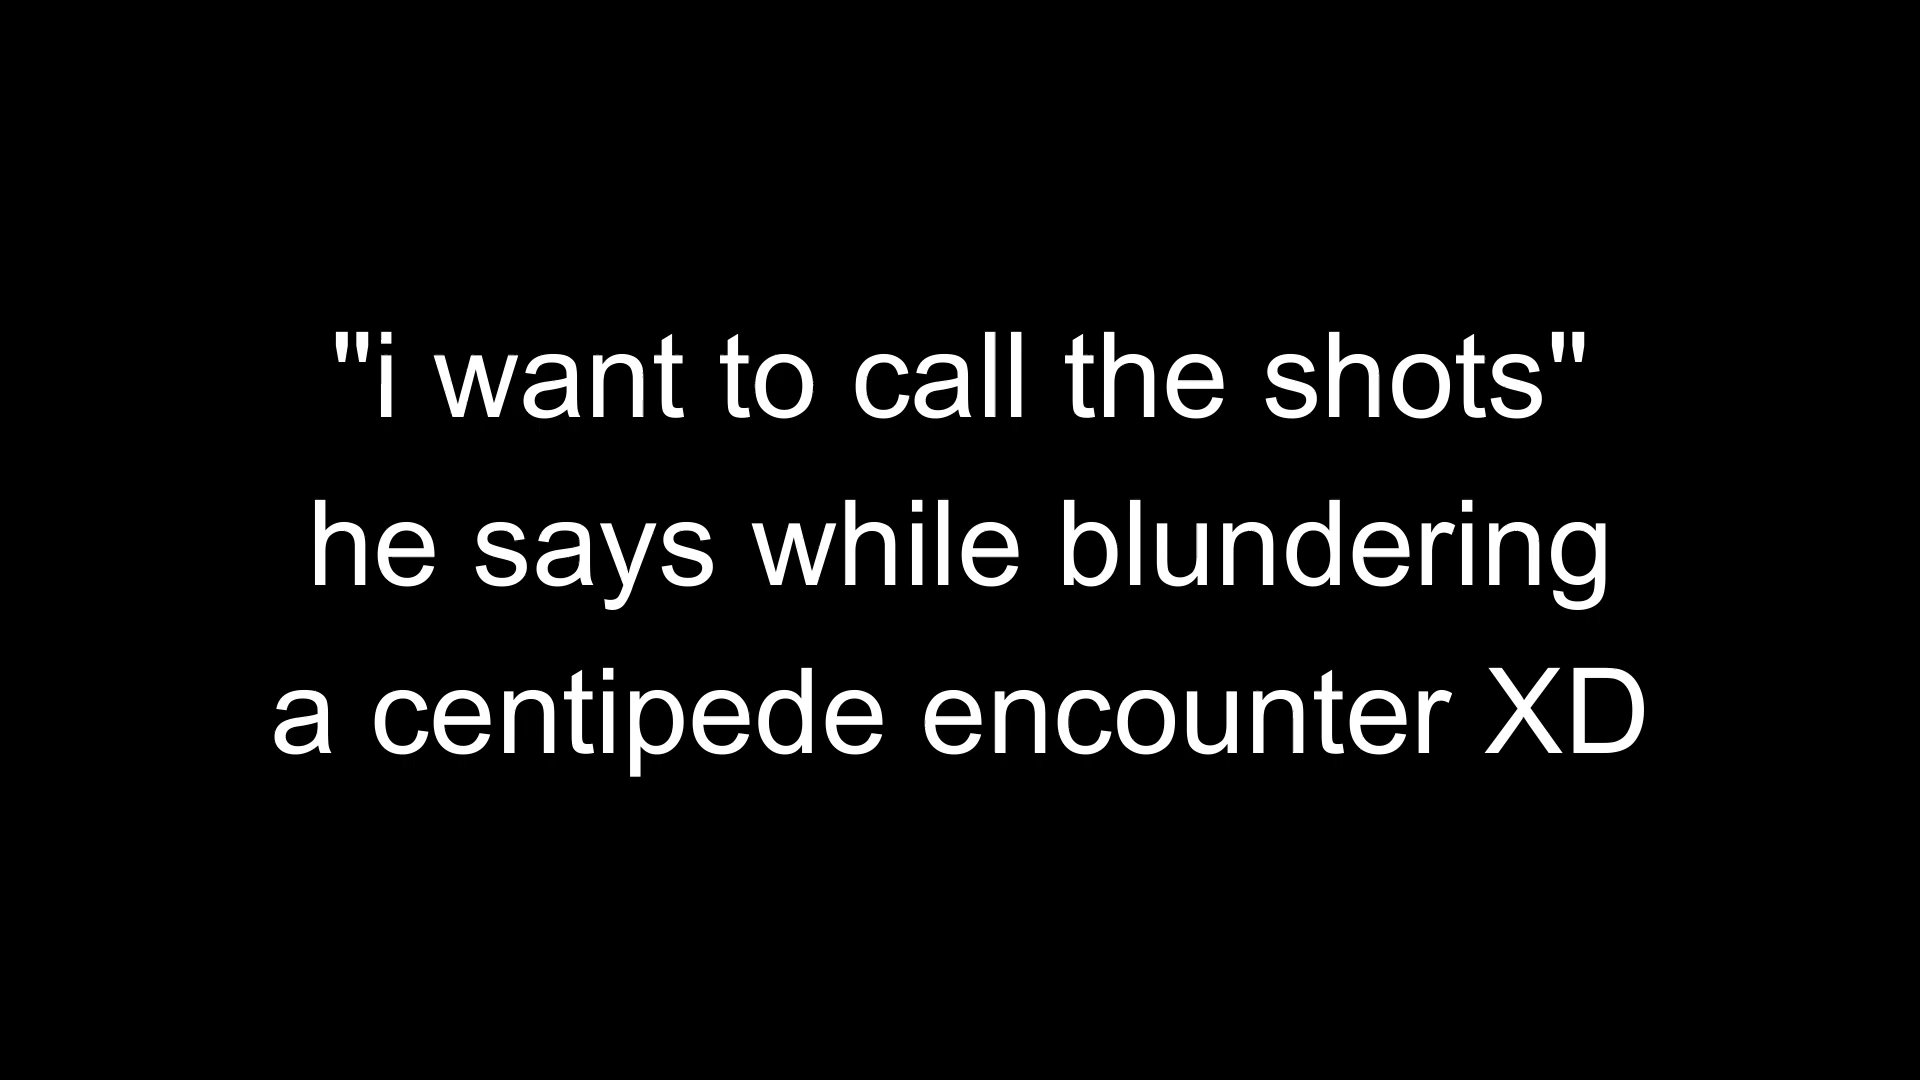 "i want to call the shots"
he says while blundering
a centipede encounter XD